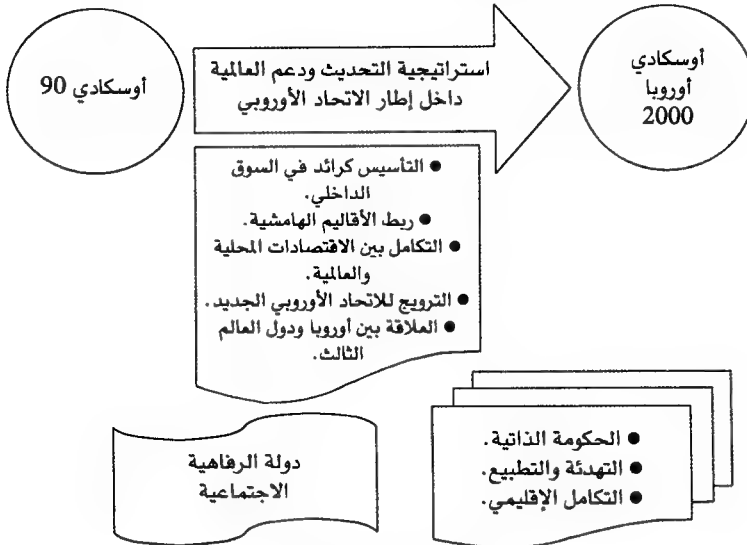 أوسكادي 90
استراتيجية التحديث ودعم العالمية
داخل إطار الاتحاد الأوروبي
أوسكادي
أوروبا
2000
● التأسيس كرائد في السوق
الداخلي.
● ربط الأقاليم الهامشية.
● التكامل بين الاقتصادات المحلية
والعالمية.
● الترويج للاتحاد الأوروبي الجديد.
● العلاقة بين أوروبا ودول العالم
الثالث.
دولة الرفاهية
الاجتماعية
● الحكومة الذاتية.
● التهدئة والتطبيع.
● التكامل الإقليمي.